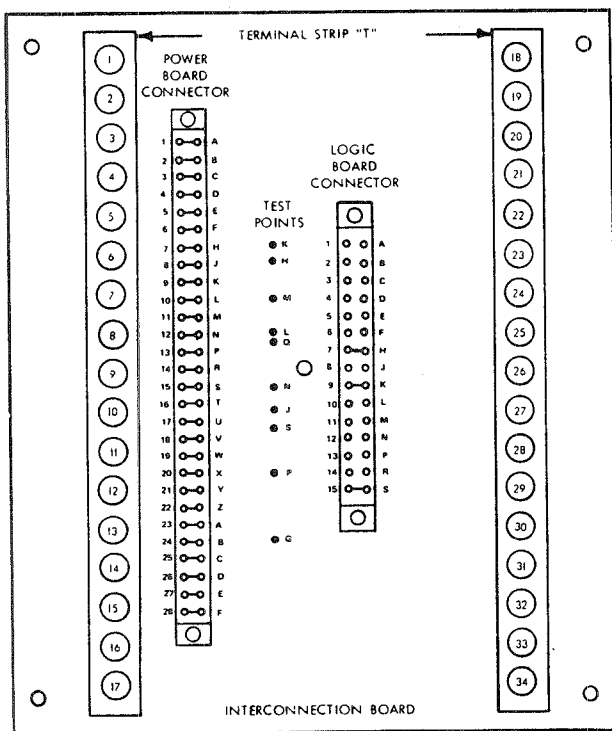 TERMINAL STRIP "T"
POWER
BOARD
CONNECTOR
LOGIC
BOARD
CONNECTOR
TEST
POINTS
1
2
3
4
5
6
7
8
9
10
11
12
13
14
15
16
17
1 A
2 B
3 C
4 D
5 E
6 F
7 H
8 J
9 K
10 L
11 M
12 N
13 P
14 R
15 S
16 T
17 U
18 V
19 W
20 X
21 Y
22 Z
23 A
24 B
25 C
26 D
27 E
28 F
K
H
M
L
N
J
S
P
G
1 A
2 B
3 C
4 D
5 E
6 F
7 H
8 J
9 K
10 L
11 M
12 N
13 P
14 R
15 S
18
19
20
21
22
23
24
25
26
27
28
29
30
31
32
33
34
INTERCONNECTION BOARD